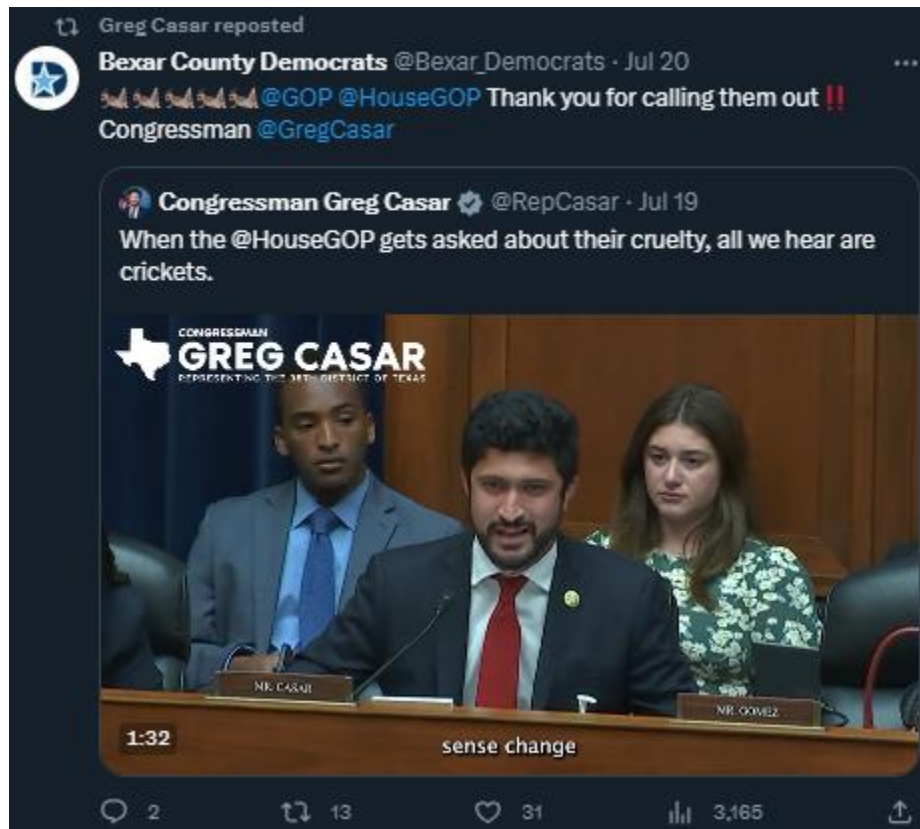 Greg Casar reposted
Bexar County Democrats @Bexar_Democrats · Jul 20
🦗🦗🦗🦗🦗@GOP @HouseGOP Thank you for calling them out‼️
Congressman @GregCasar
Congressman Greg Casar @RepCasar · Jul 19
When the @HouseGOP gets asked about their cruelty, all we hear are
crickets.
CONGRESSMAN
GREG CASAR
REPRESENTING THE 35TH DISTRICT OF TEXAS
MR. CASAR
MR. GOMEZ
1:32
sense change
2 13 31 3,165